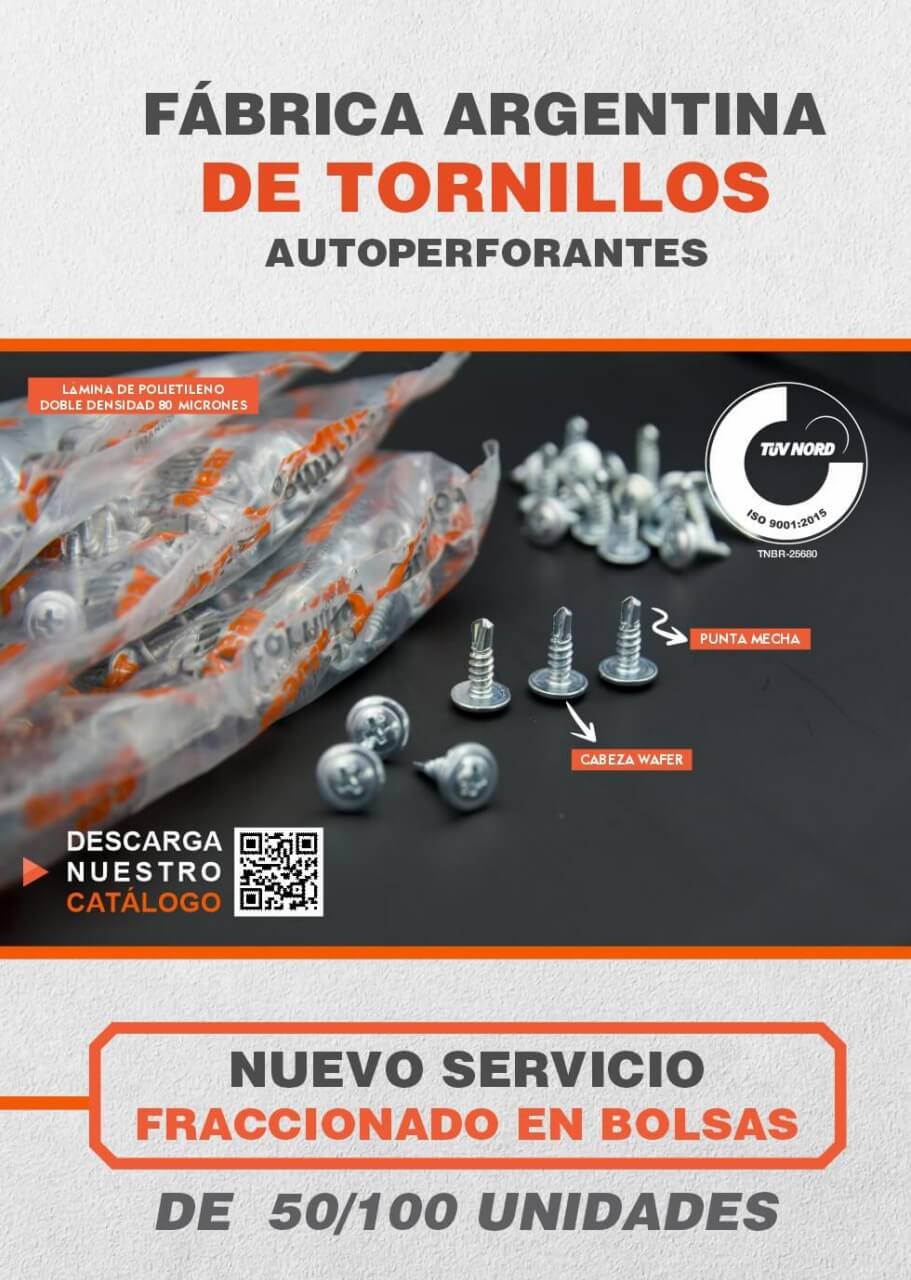 FÁBRICA ARGENTINA
DE TORNILLOS
AUTOPERFORANTES
LÁMINA DE POLIETILENO
DOBLE DENSIDAD 80 MICRONES
TÜV NORD
ISO 9001:2015
TNBR-25680
PUNTA MECHA
CABEZA WAFER
DESCARGA
NUESTRO
CATÁLOGO
NUEVO SERVICIO
FRACCIONADO EN BOLSAS
DE 50/100 UNIDADES